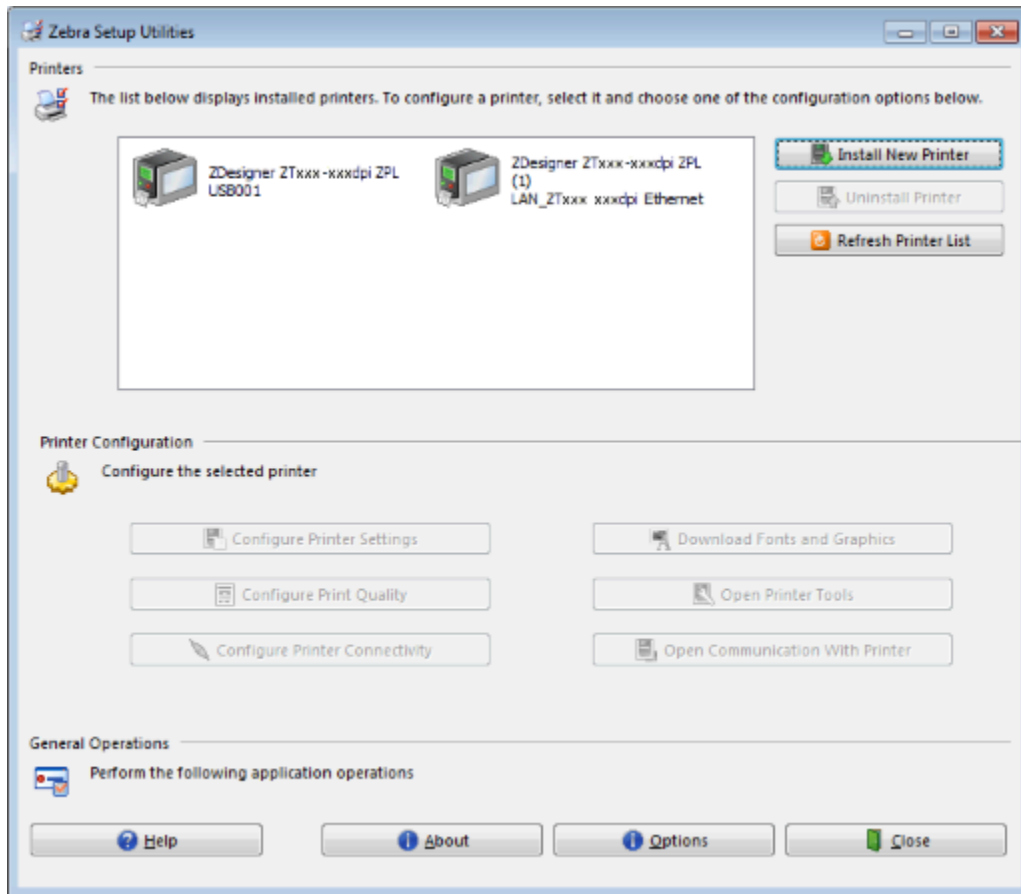 Zebra Setup Utilities
Printers
The list below displays installed printers. To configure a printer, select it and choose one of the configuration options below.
ZDesigner ZTxxx-xxxdpi ZPL
USB001
ZDesigner ZTxxx-xxxdpi ZPL
(1)
LAN_ZTxxx xxxdpi Ethernet
Install New Printer
Uninstall Printer
Refresh Printer List
Printer Configuration
Configure the selected printer
Configure Printer Settings
Download Fonts and Graphics
Configure Print Quality
Open Printer Tools
Configure Printer Connectivity
Open Communication With Printer
General Operations
Perform the following application operations
Help
About
Options
Close